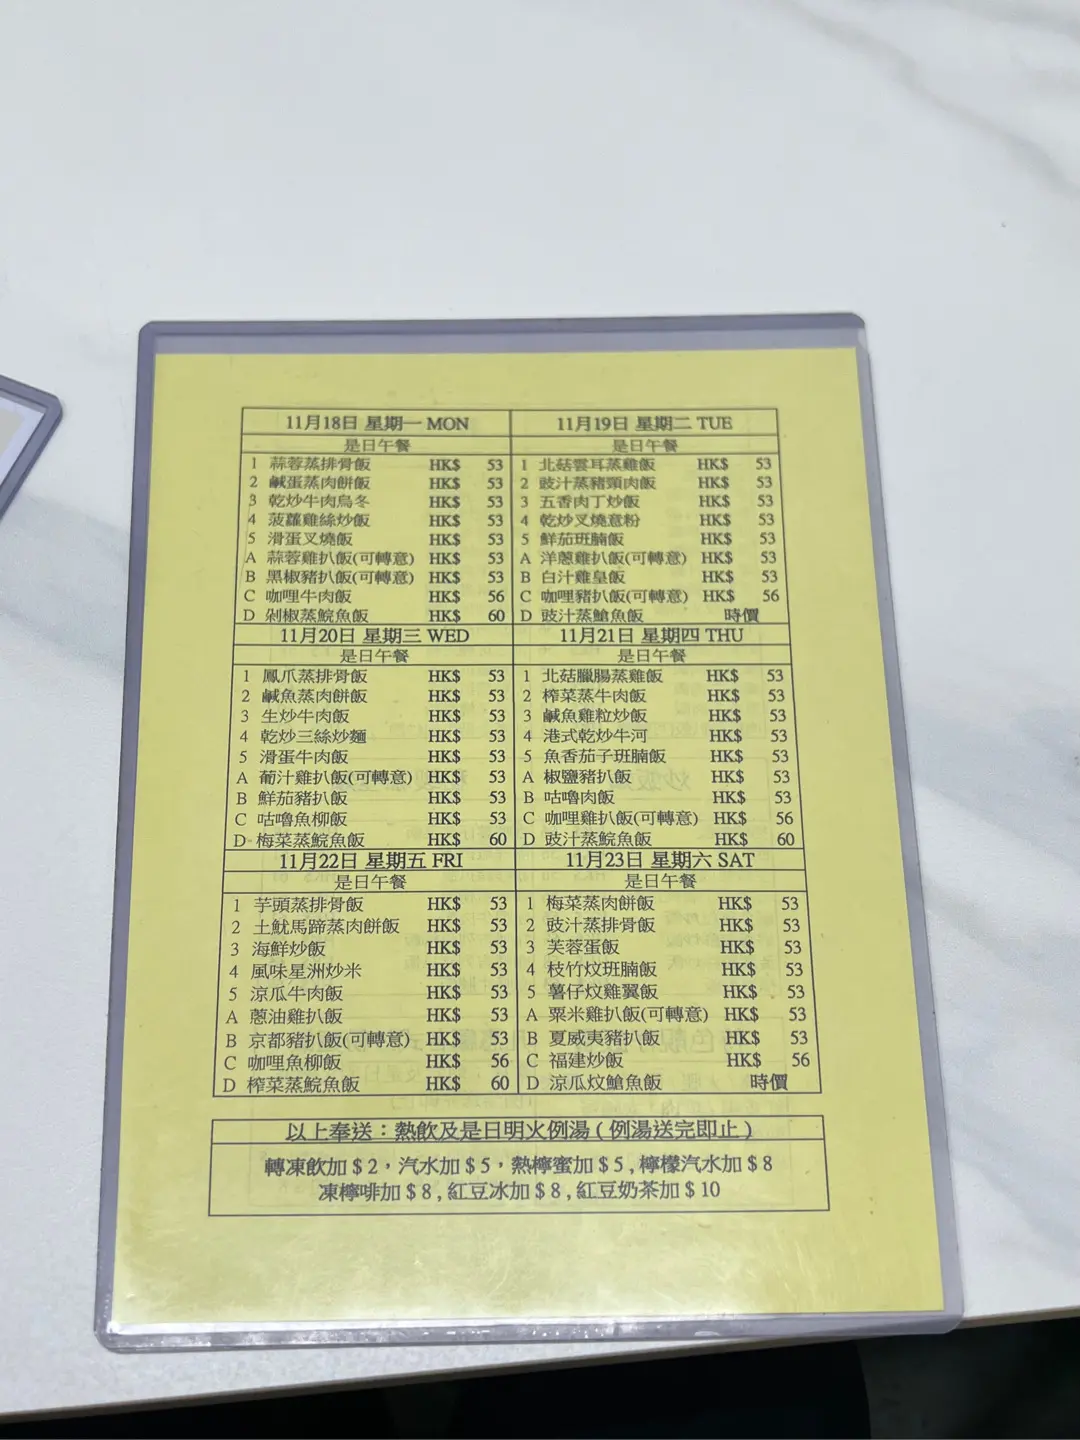 11月18日 星期一 MON
是日午餐
1 蒜蓉蒸排骨飯 HK$ 53
2 鹹蛋蒸肉餅飯 HK$ 53
3 乾炒牛肉烏冬 HK$ 53
4 菠蘿雞絲炒飯 HK$ 53
5 滑蛋叉燒飯 HK$ 53
A 蒜蓉雞扒飯(可轉意) HK$ 53
B 黑椒豬扒飯(可轉意) HK$ 53
C 咖哩牛肉飯 HK$ 56
D 剁椒蒸鯇魚飯 HK$ 60
11月19日 星期二 TUE
是日午餐
1 北菇雲耳蒸雞飯 HK$ 53
2 豉汁蒸豬頸肉飯 HK$ 53
3 五香肉丁炒飯 HK$ 53
4 乾炒叉燒意粉 HK$ 53
5 鮮茄班腩飯 HK$ 53
A 洋蔥雞扒飯(可轉意) HK$ 53
B 白汁雞皇飯 HK$ 53
C 咖哩豬扒飯(可轉意) HK$ 56
D 豉汁蒸鯧魚飯 時價
11月20日 星期三 WED
是日午餐
1 鳳爪蒸排骨飯 HK$ 53
2 鹹魚蒸肉餅飯 HK$ 53
3 生炒牛肉飯 HK$ 53
4 乾炒三絲炒麵 HK$ 53
5 滑蛋牛肉飯 HK$ 53
A 葡汁雞扒飯(可轉意) HK$ 53
B 鮮茄豬扒飯 HK$ 53
C 咕嚕魚柳飯 HK$ 53
D 梅菜蒸鯇魚飯 HK$ 60
11月21日 星期四 THU
是日午餐
1 北菇臘腸蒸雞飯 HK$ 53
2 榨菜蒸牛肉飯 HK$ 53
3 鹹魚雞粒炒飯 HK$ 53
4 港式乾炒牛河 HK$ 53
5 魚香茄子班腩飯 HK$ 53
A 椒鹽豬扒飯 HK$ 53
B 咕嚕肉飯 HK$ 53
C 咖哩雞扒飯(可轉意) HK$ 56
D 豉汁蒸鯇魚飯 HK$ 60
11月22日 星期五 FRI
是日午餐
1 芋頭蒸排骨飯 HK$ 53
2 土魷馬蹄蒸肉餅飯 HK$ 53
3 海鮮炒飯 HK$ 53
4 風味星洲炒米 HK$ 53
5 涼瓜牛肉飯 HK$ 53
A 蔥油雞扒飯 HK$ 53
B 京都豬扒飯(可轉意) HK$ 53
C 咖哩魚柳飯 HK$ 56
D 榨菜蒸鯇魚飯 HK$ 60
11月23日 星期六 SAT
是日午餐
1 梅菜蒸肉餅飯 HK$ 53
2 豉汁蒸排骨飯 HK$ 53
3 芙蓉蛋飯 HK$ 53
4 枝竹炆班腩飯 HK$ 53
5 薯仔炆雞翼飯 HK$ 53
A 粟米雞扒飯(可轉意) HK$ 53
B 夏威夷豬扒飯 HK$ 53
C 福建炒飯 HK$ 56
D 涼瓜炆鯧魚飯 時價
以上奉送：熱飲及是日明火例湯 ( 例湯送完即止 )
轉凍飲加 $ 2，汽水加 $ 5，熱檸蜜加 $ 5 , 檸檬汽水加 $ 8
凍檸啡加 $ 8 , 紅豆冰加 $ 8 , 紅豆奶茶加 $ 10